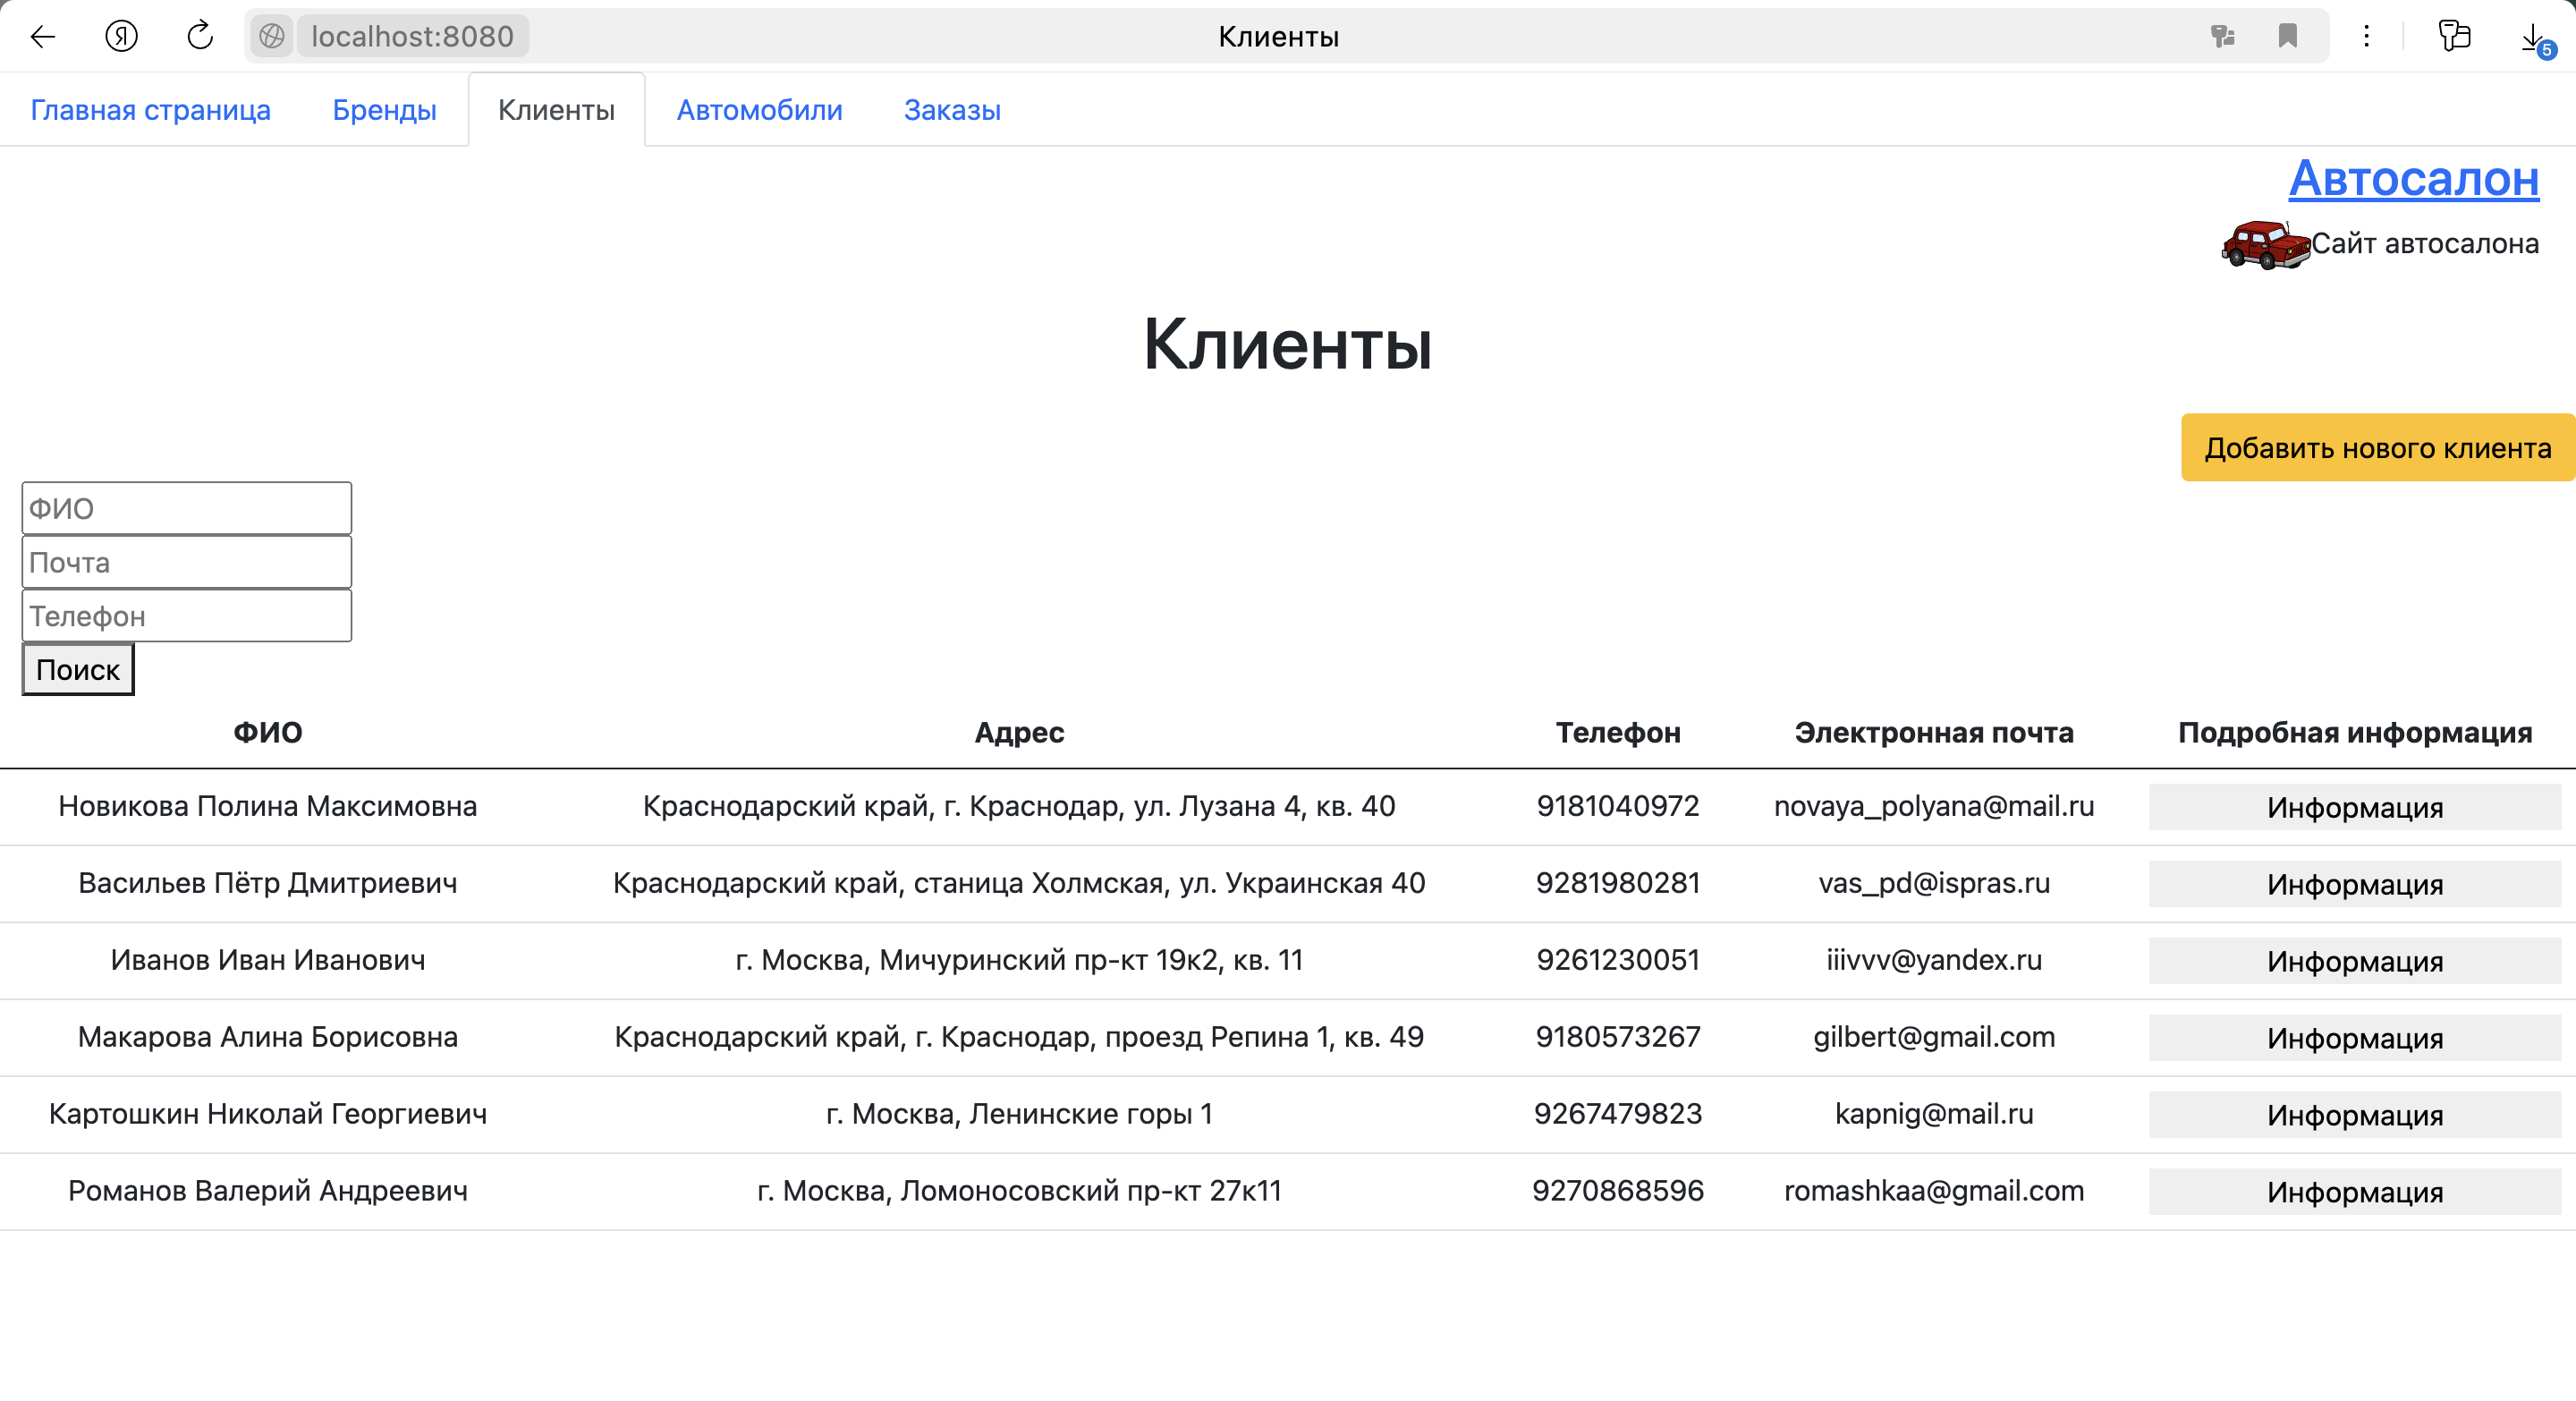 localhost:8080 Клиенты 5
Главная страница Бренды Клиенты Автомобили Заказы
Автосалон
Сайт автосалона
Клиенты
Добавить нового клиента
ФИО
Почта
Телефон
Поиск
ФИО Адрес Телефон Электронная почта Подробная информация
Новикова Полина Максимовна Краснодарский край, г. Краснодар, ул. Лузана 4, кв. 40 9181040972 novaya_polyana@mail.ru Информация
Васильев Пётр Дмитриевич Краснодарский край, станица Холмская, ул. Украинская 40 9281980281 vas_pd@ispras.ru Информация
Иванов Иван Иванович г. Москва, Мичуринский пр-кт 19к2, кв. 11 9261230051 iiivvv@yandex.ru Информация
Макарова Алина Борисовна Краснодарский край, г. Краснодар, проезд Репина 1, кв. 49 9180573267 gilbert@gmail.com Информация
Картошкин Николай Георгиевич г. Москва, Ленинские горы 1 9267479823 kapnig@mail.ru Информация
Романов Валерий Андреевич г. Москва, Ломоносовский пр-кт 27к11 9270868596 romashkaa@gmail.com Информация